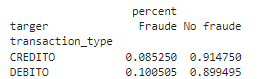 percent
targer Fraude No fraude
transaction_type
CREDITO 0.085250 0.914750
DEBITO 0.100505 0.899495